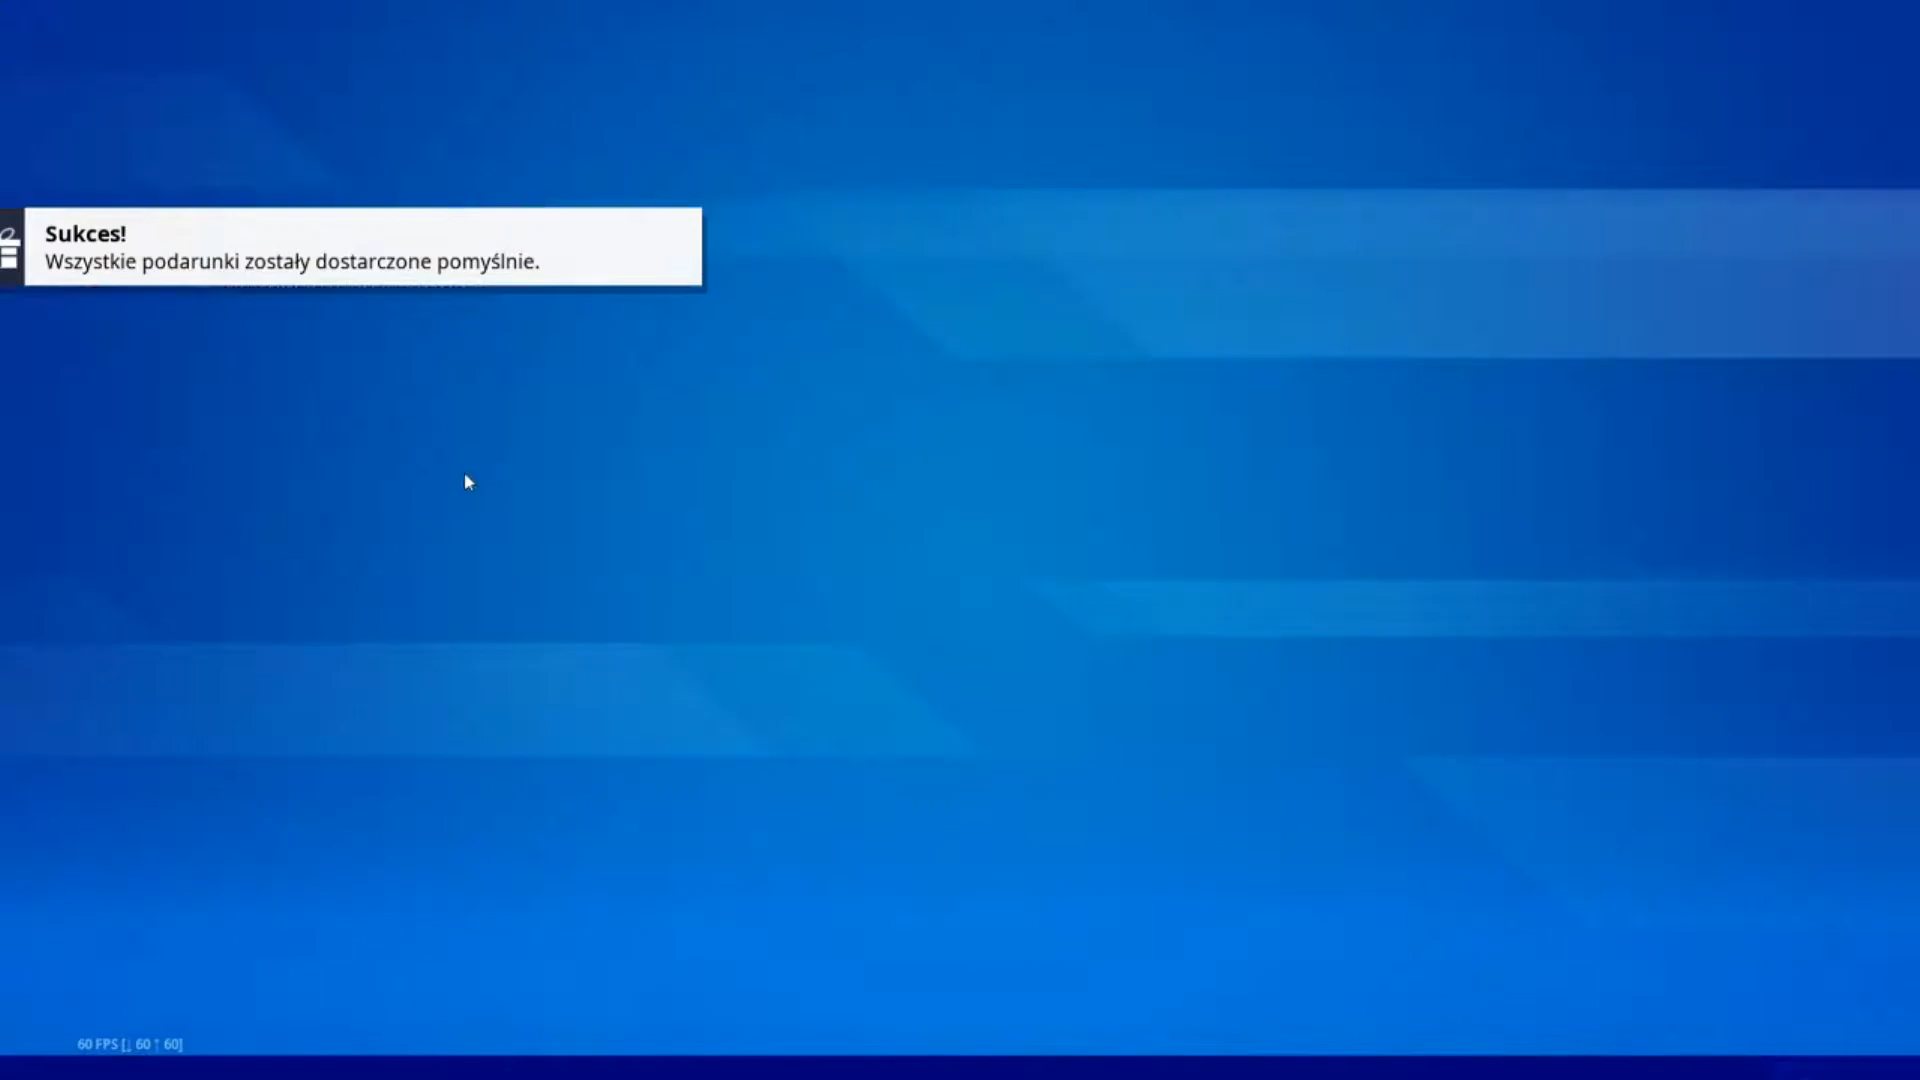 Sukces!
Wszystkie podarunki zostały dostarczone pomyślnie.
60 FPS [↓ 60 ↑ 60]